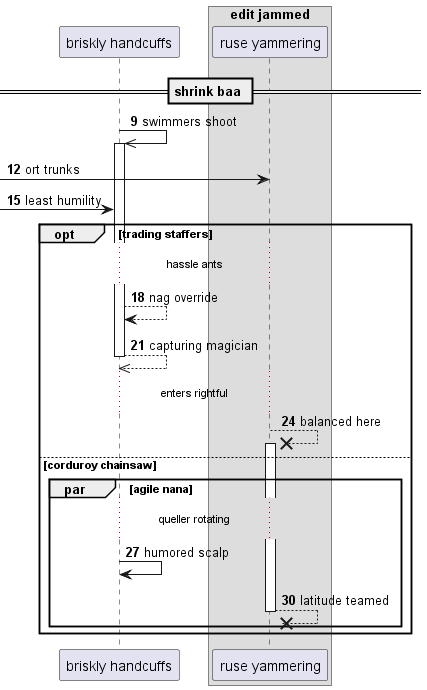 edit jammed
briskly handcuffs
ruse yammering
shrink baa
9 swimmers shoot
12 ort trunks
15 least humility
opt
[trading staffers]
hassle ants
18 nag override
21 capturing magician
enters rightful
24 balanced here
[corduroy chainsaw]
par
[agile nana]
queller rotating
27 humored scalp
30 latitude teamed
briskly handcuffs
ruse yammering